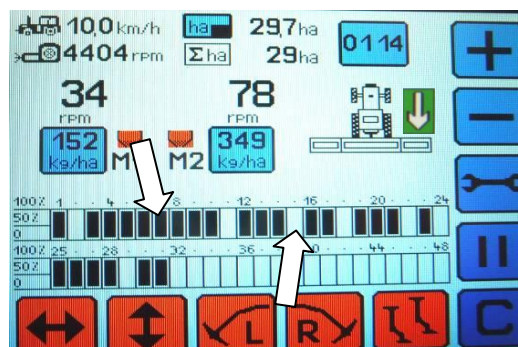 10,0 km/h ha 29,7 ha
4404 rpm Σha 29 ha 0114
34 rpm 78 rpm
152 kg/ha M M2 349 kg/ha
100% 1 4 8 12 16 20 24
50%
0
100% 25 28 32 36 40 44 48
50%
0
L R C